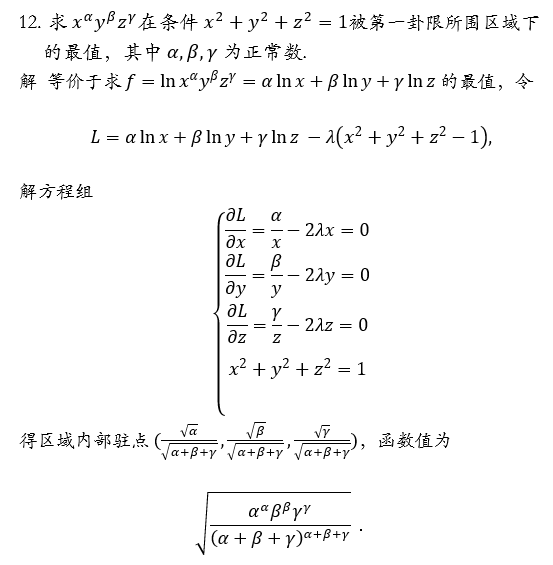 12. 求 x^α y^β z^γ 在条件 x² + y² + z² = 1被第一卦限所围区域下
的最值，其中 α, β, γ 为正常数.
解 等价于求 f = ln x^α y^β z^γ = α ln x + β ln y + γ ln z 的最值，令
L = α ln x + β ln y + γ ln z − λ(x² + y² + z² − 1),
解方程组
∂L/∂x = α/x − 2λx = 0
∂L/∂y = β/y − 2λy = 0
∂L/∂z = γ/z − 2λz = 0
x² + y² + z² = 1
得区域内部驻点 (√α/√(α+β+γ), √β/√(α+β+γ), √γ/√(α+β+γ))，函数值为
√(α^α β^β γ^γ / (α + β + γ)^(α+β+γ)) .